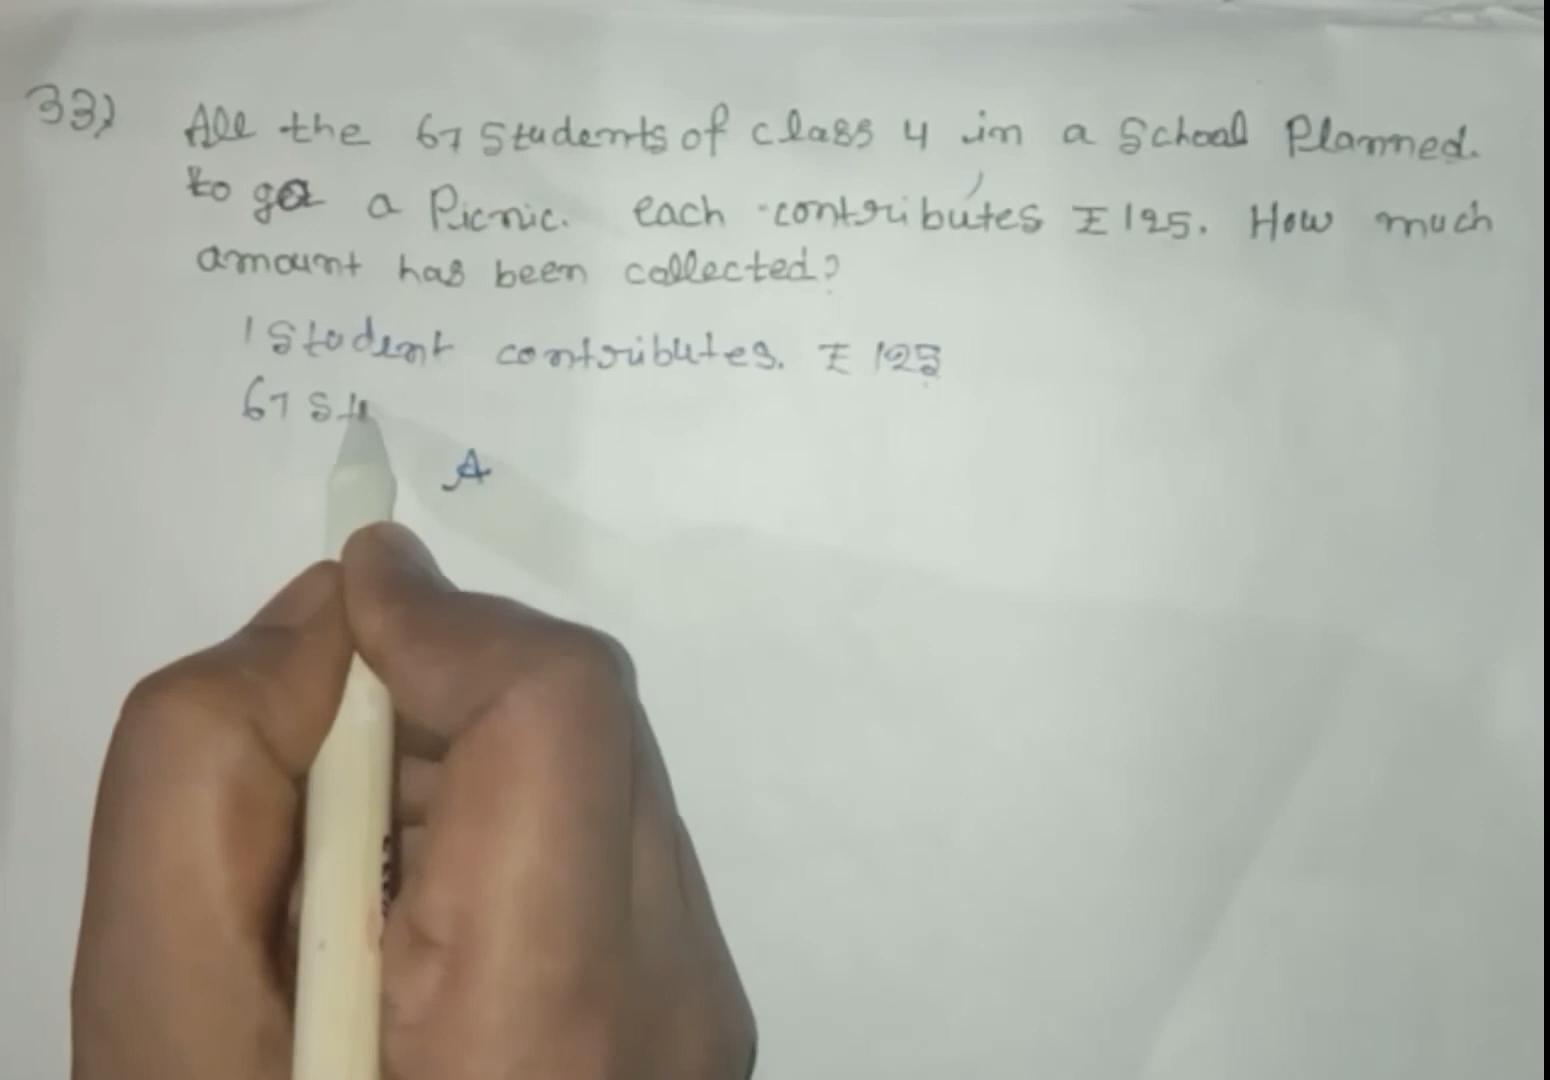 33) All the 67 Students of class 4 in a School Planned.
to go a Picnic. each contributes ₹125. How much
amount has been collected?
1 Student contributes. ₹ 125
67 St
A